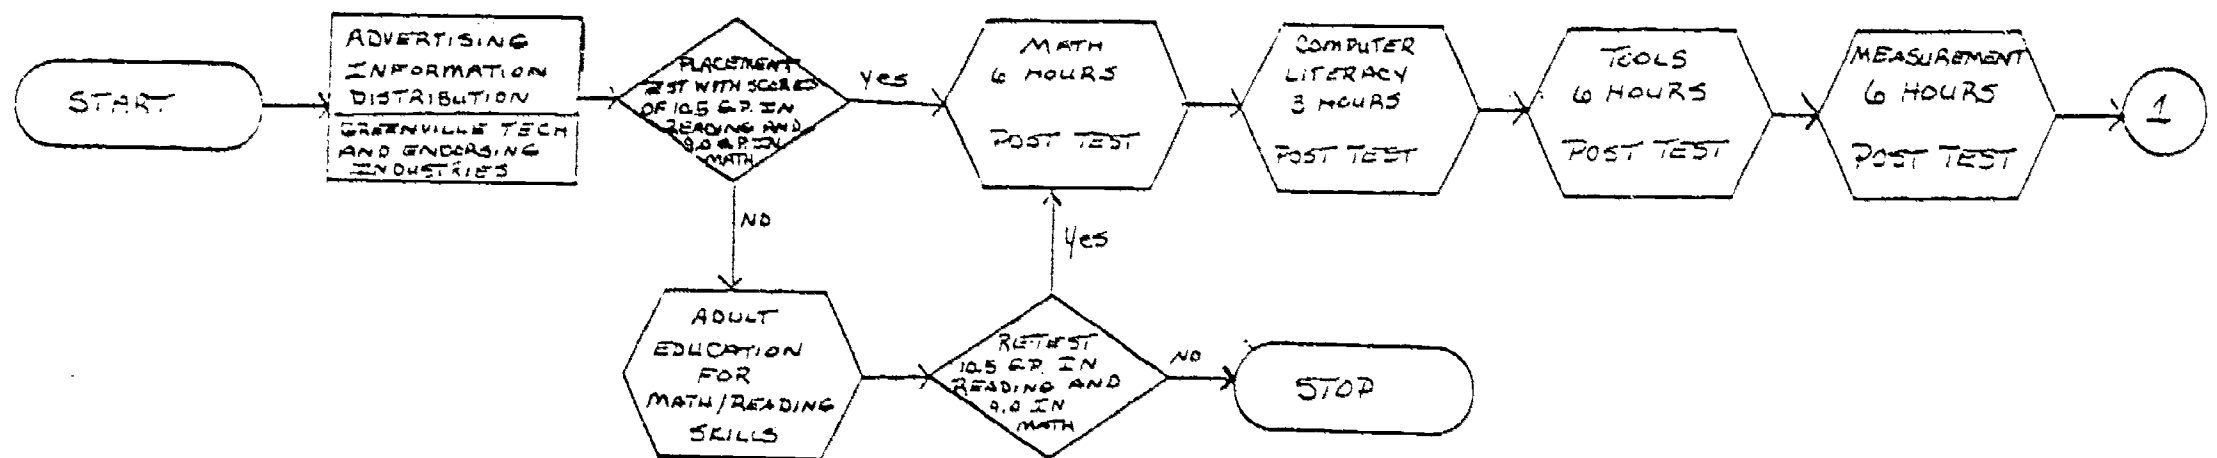 START
ADVERTISING
INFORMATION
DISTRIBUTION
GREENVILLE TECH
AND ENDORSING
INDUSTRIES
PLACEMENT
TEST WITH SCORES
OF 10.5 G.P. IN
READING AND
9.0 G.P. IN
MATH
Yes
NO
MATH
6 HOURS
POST TEST
COMPUTER
LITERACY
3 HOURS
POST TEST
TOOLS
6 HOURS
POST TEST
MEASUREMENT
6 HOURS
POST TEST
1
ADULT
EDUCATION
FOR
MATH/READING
SKILLS
RETEST
10.5 G.P. IN
READING AND
9.0 IN
MATH
Yes
NO
STOP